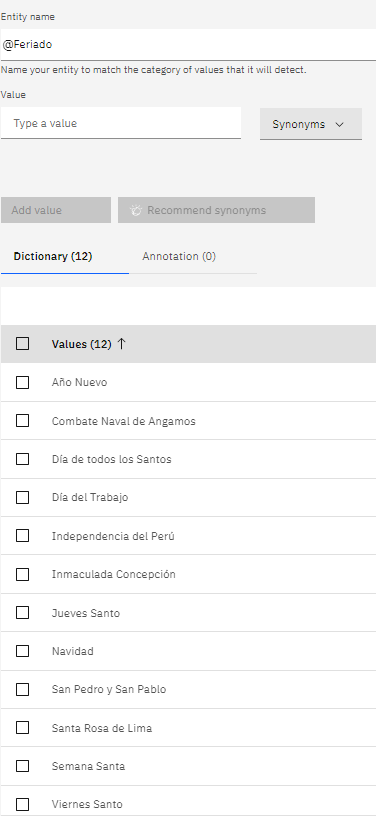 Entity name
@Feriado
Name your entity to match the category of values that it will detect.
Value
Type a value
Synonyms
Add value
Recommend synonyms
Dictionary (12)
Annotation (0)
Values (12)
Año Nuevo
Combate Naval de Angamos
Día de todos los Santos
Día del Trabajo
Independencia del Perú
Inmaculada Concepción
Jueves Santo
Navidad
San Pedro y San Pablo
Santa Rosa de Lima
Semana Santa
Viernes Santo